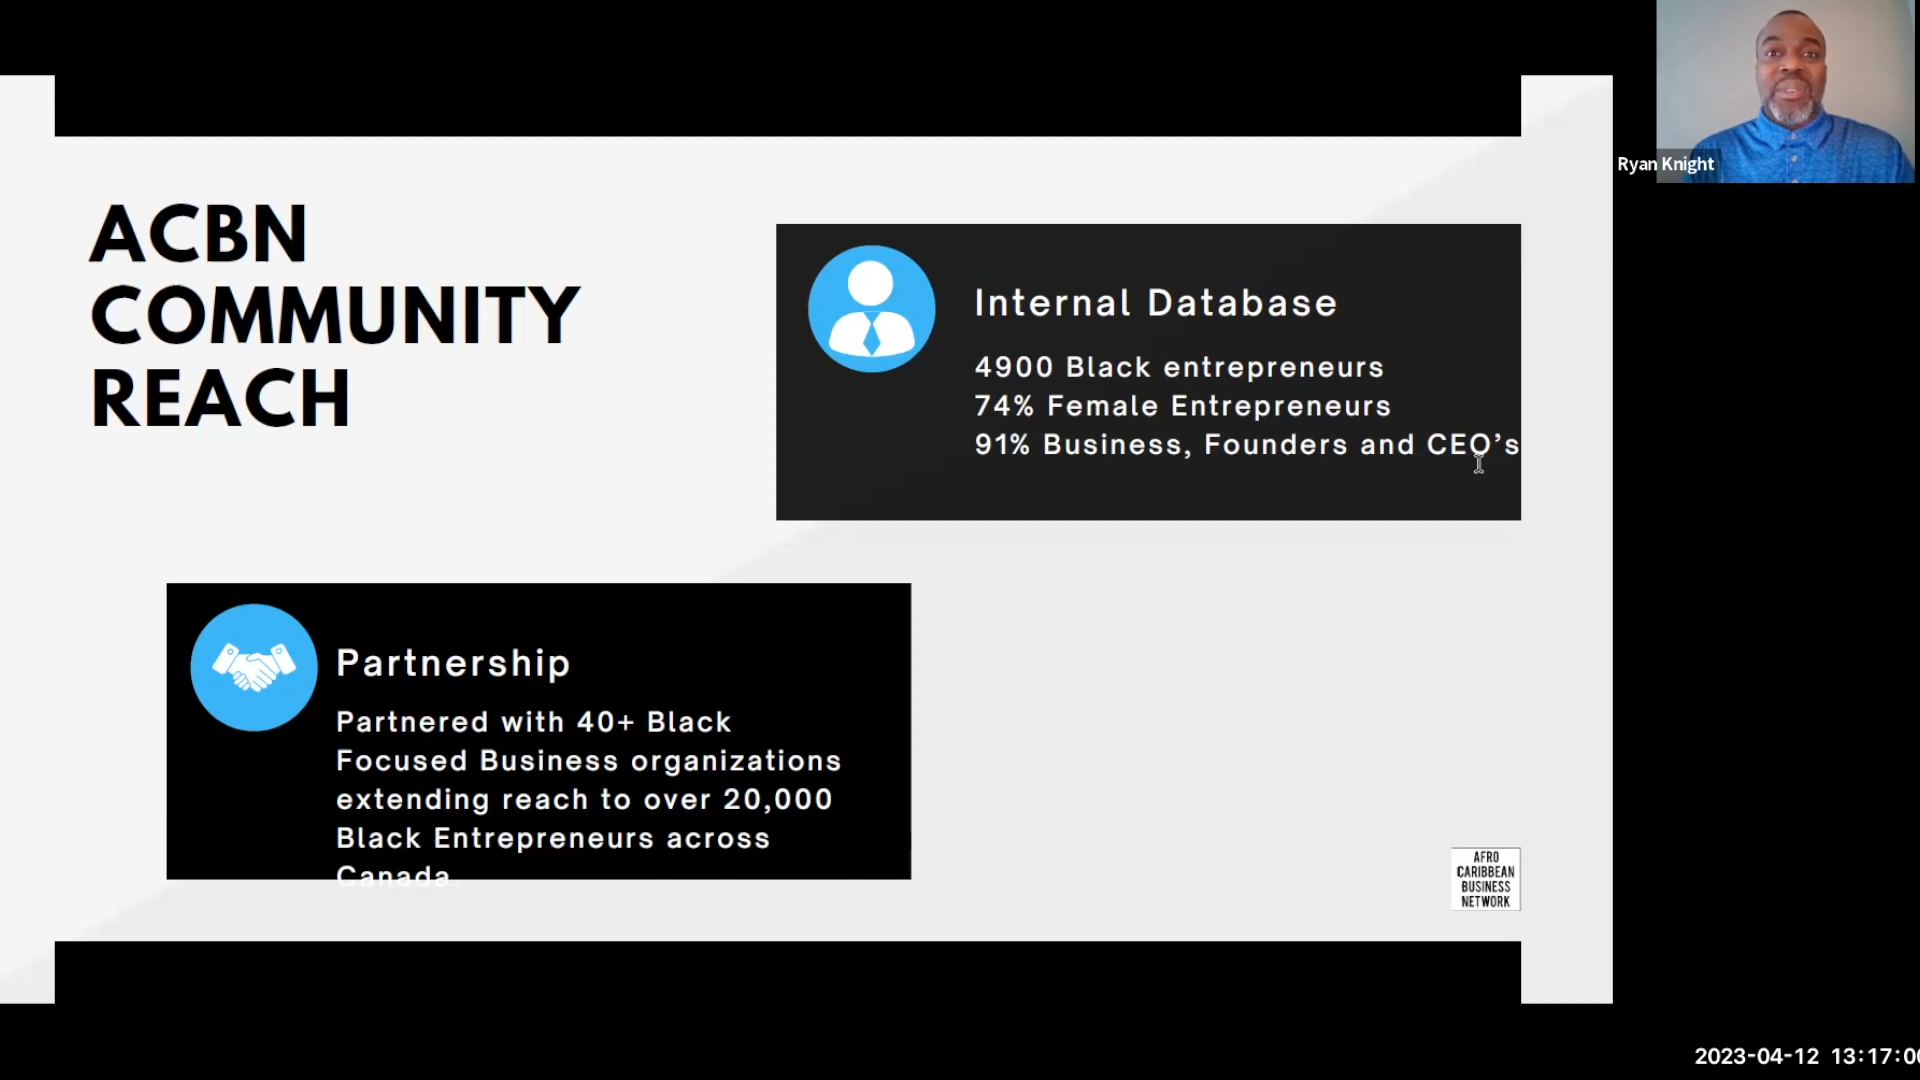 ACBN
COMMUNITY
REACH
Internal Database
4900 Black entrepreneurs
74% Female Entrepreneurs
91% Business, Founders and CEO’s
Partnership
Partnered with 40+ Black
Focused Business organizations
extending reach to over 20,000
Black Entrepreneurs across
Canada
AFRO
CARIBBEAN
BUSINESS
NETWORK
Ryan Knight
2023-04-12 13:17:00